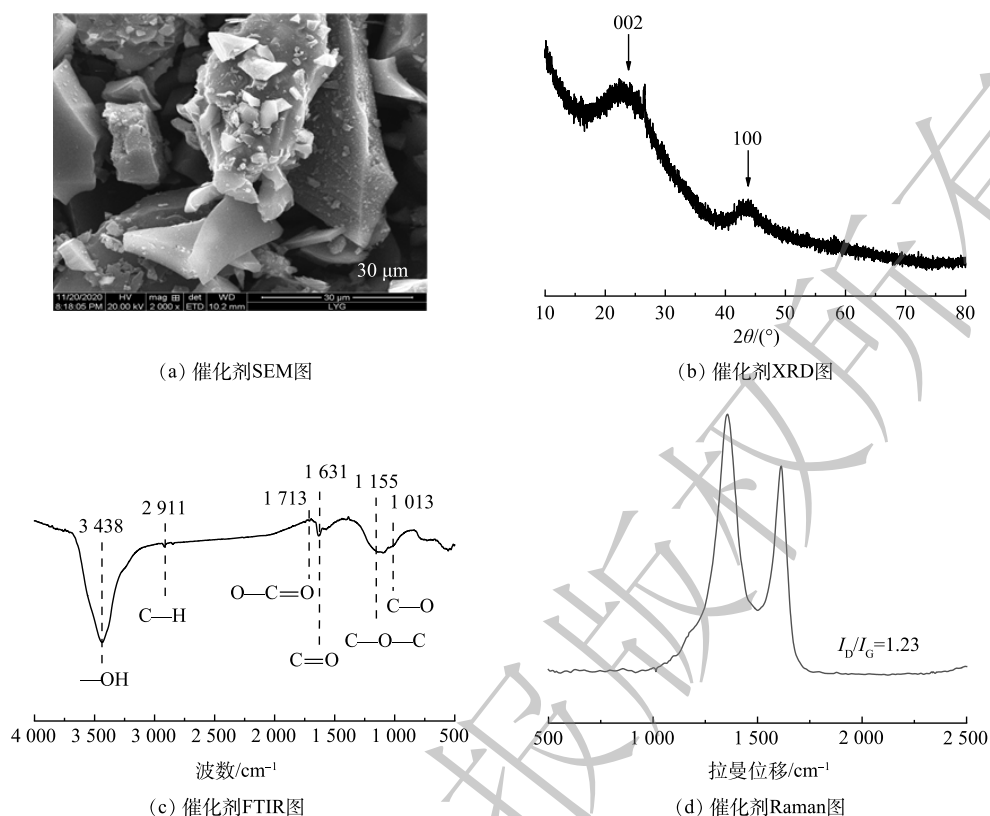 30 μm
11/20/2020 HV mag ⊞ det WD 30 μm
8:18:05 PM 20.00 kV 2 000 x ETD 10.2 mm LYG
(a) 催化剂SEM图
002
100
10 20 30 40 50 60 70 80
2θ/(°)
(b) 催化剂XRD图
3 438
2 911
1 713
1 631
1 155
1 013
—OH
C—H
O—C=O
C=O
C—O—C
C—O
4 000 3 500 3 000 2 500 2 000 1 500 1 000 500
波数/cm⁻¹
(c) 催化剂FTIR图
I_D/I_G=1.23
500 1 000 1 500 2 000 2 500
拉曼位移/cm⁻¹
(d) 催化剂Raman图
报版权所有